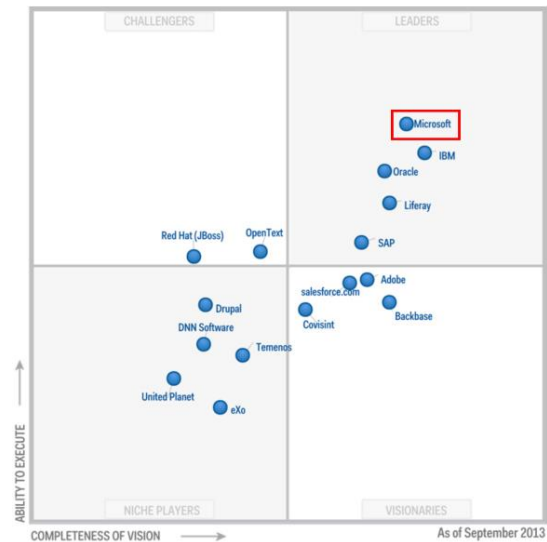 CHALLENGERS
LEADERS
Microsoft
IBM
Oracle
Liferay
Red Hat (JBoss)
OpenText
SAP
salesforce.com
Adobe
Backbase
Covisint
Drupal
DNN Software
Temenos
United Planet
eXo
NICHE PLAYERS
VISIONARIES
ABILITY TO EXECUTE
COMPLETENESS OF VISION
As of September 2013